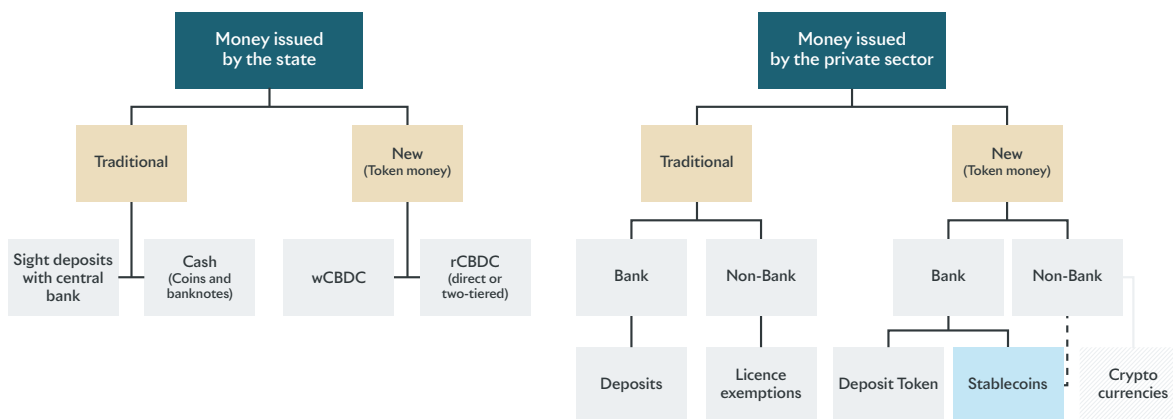 Money issued
by the state
Traditional
New
(Token money)
Sight deposits
with central
bank
Cash
(Coins and
banknotes)
wCBDC
rCBDC
(direct or
two-tiered)
Money issued
by the private sector
Traditional
New
(Token money)
Bank
Non-Bank
Bank
Non-Bank
Deposits
Licence
exemptions
Deposit Token
Stablecoins
Crypto
currencies